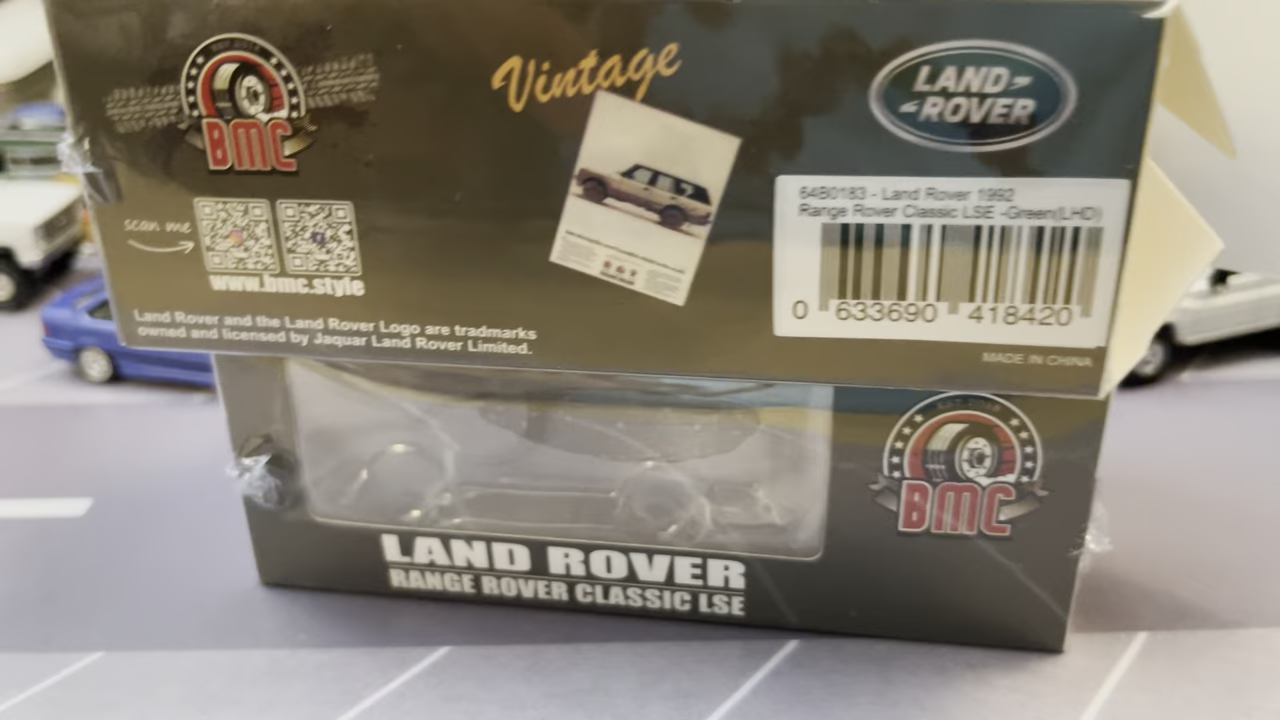 BMC
Vintage
LAND-
ROVER
64B0183 - Land Rover 1992
Range Rover Classic LSE -Green(LHD)
0 633690 418420
scan me
www.bmc.style
Land Rover and the Land Rover Logo are tradmarks
owned and licensed by Jaquar Land Rover Limited.
MADE IN CHINA
BMC
LAND ROVER
RANGE ROVER CLASSIC LSE